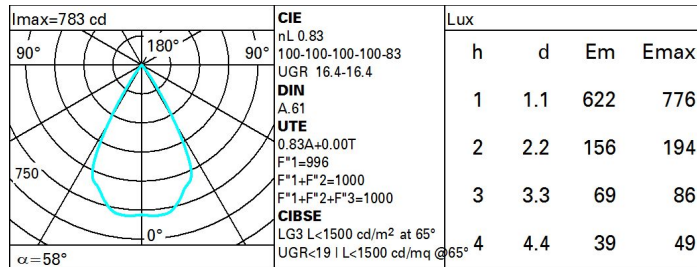 Imax=783 cd
90° 180° 90°
750
0°
α=58°
CIE
nL 0.83
100-100-100-100-83
UGR 16.4-16.4
DIN
A.61
UTE
0.83A+0.00T
F"1=996
F"1+F"2=1000
F"1+F"2+F"3=1000
CIBSE
LG3 L<1500 cd/m² at 65°
UGR<19 | L<1500 cd/mq @65°
Lux
h d Em Emax
1 1.1 622 776
2 2.2 156 194
3 3.3 69 86
4 4.4 39 49